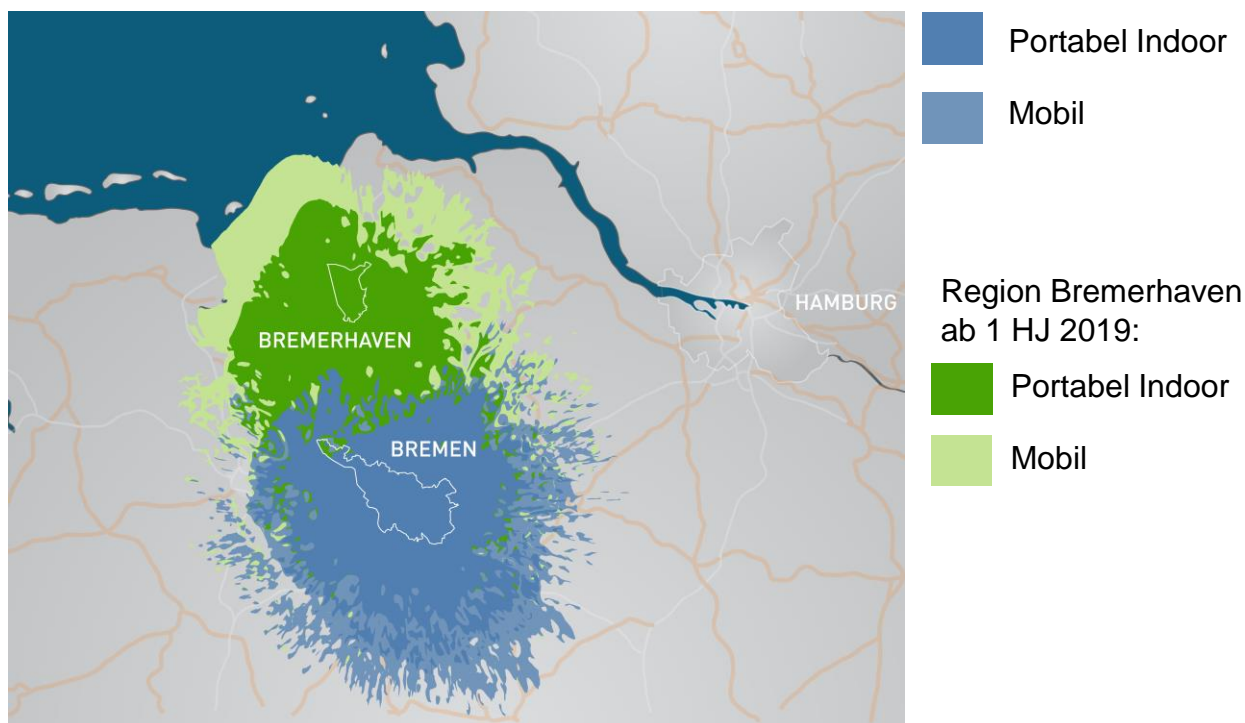 Portabel Indoor
Mobil
HAMBURG
Region Bremerhaven
ab 1 HJ 2019:
BREMERHAVEN
Portabel Indoor
BREMEN
Mobil